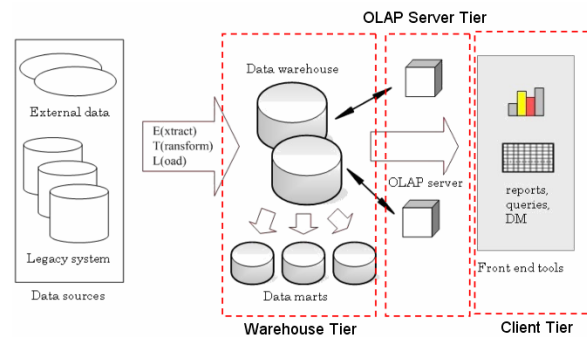 OLAP Server Tier
Data warehouse
External data
E(xtract)
T(ransform)
L(oad)
OLAP server
reports,
queries,
DM
Legacy system
Front end tools
Data sources
Data marts
Warehouse Tier
Client Tier